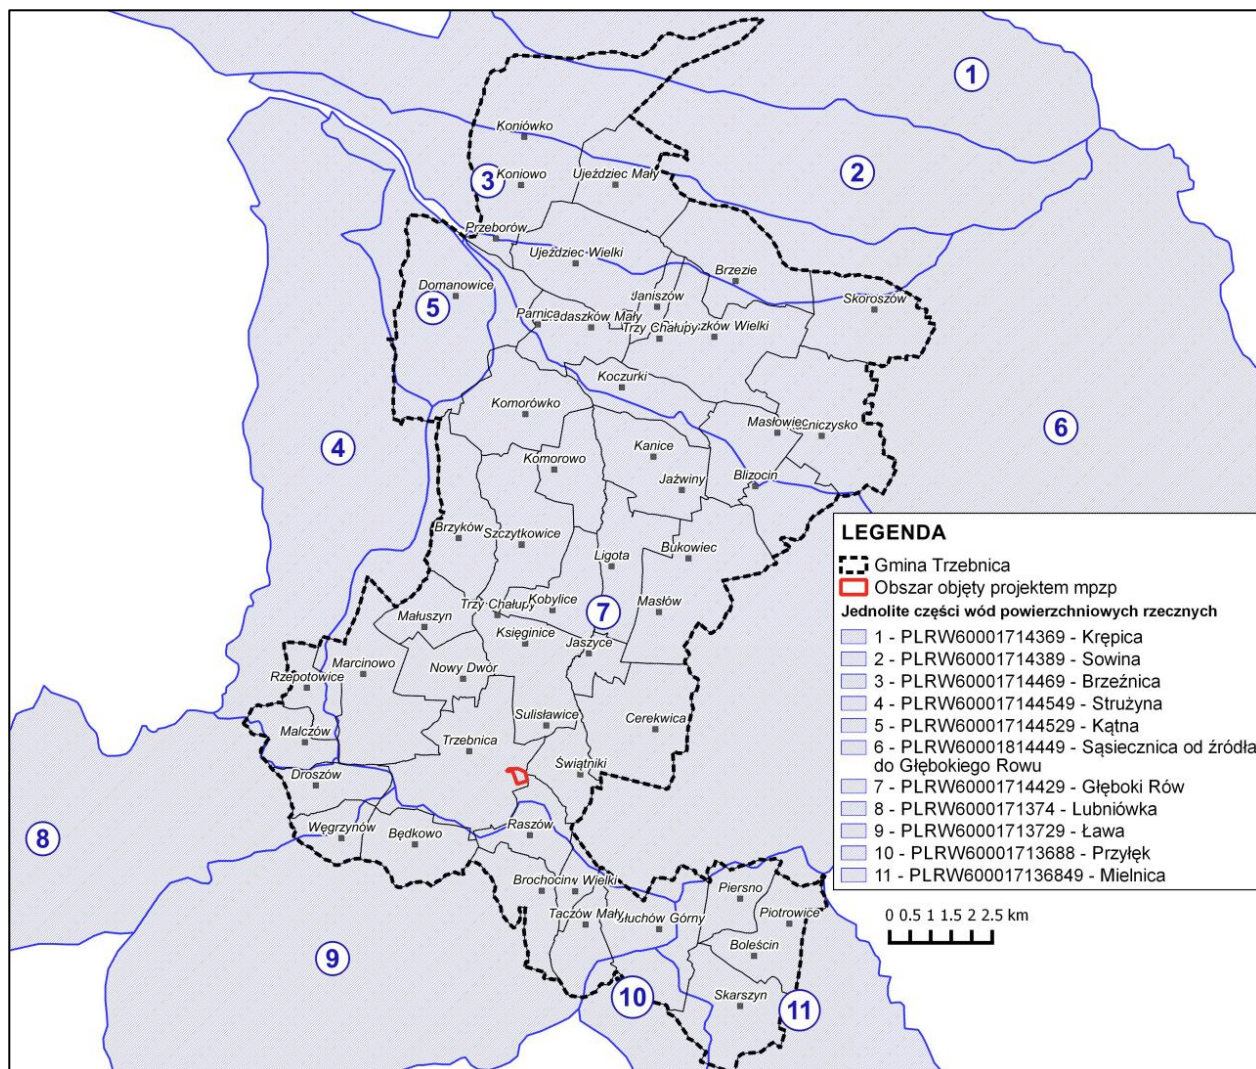 1
Koniówko
2
3
Koniowo
Ujeździec Mały
Przeborów
Ujeździec Wielki
Brzezie
Domanowice
Janiszów
Skoroszów
5
Parnica
Mały
Trzy Chałupy
Wielki
Koczurki
Komorówko
Masłowiec
6
4
Kanice
Komorowo
Jaźwiny
Blizocin
Brzyków
Szczytkowice
Ligota
Bukowiec
Trzy Chałupy
Kobylice
7
Masłów
Małuszyn
Księginice
Jaszyce
Marcinowo
Nowy Dwór
Rzepotowice
Sulisławice
Cerekwica
Malczów
Trzebnica
Świątniki
Droszów
8
Węgrzynów
Będkowo
Raszów
Brochocin
Wielki
Piersno
Taczów Mały
Głuchów Górny
Piotrowice
Boleścin
9
10
Skarszyn
11
LEGENDA
Gmina Trzebnica
Obszar objęty projektem mpzp
Jednolite części wód powierzchniowych rzecznych
1 - PLRW60001714369 - Krępica
2 - PLRW60001714389 - Sowina
3 - PLRW60001714469 - Brzeźnica
4 - PLRW600017144549 - Strużyna
5 - PLRW600017144529 - Kątna
6 - PLRW60001814449 - Sąsiecznica od źródła
do Głębokiego Rowu
7 - PLRW60001714429 - Głęboki Rów
8 - PLRW6000171374 - Lubniówka
9 - PLRW60001713729 - Ława
10 - PLRW60001713688 - Przyłęk
11 - PLRW600017136849 - Mielnica
0 0.5 1 1.5 2 2.5 km